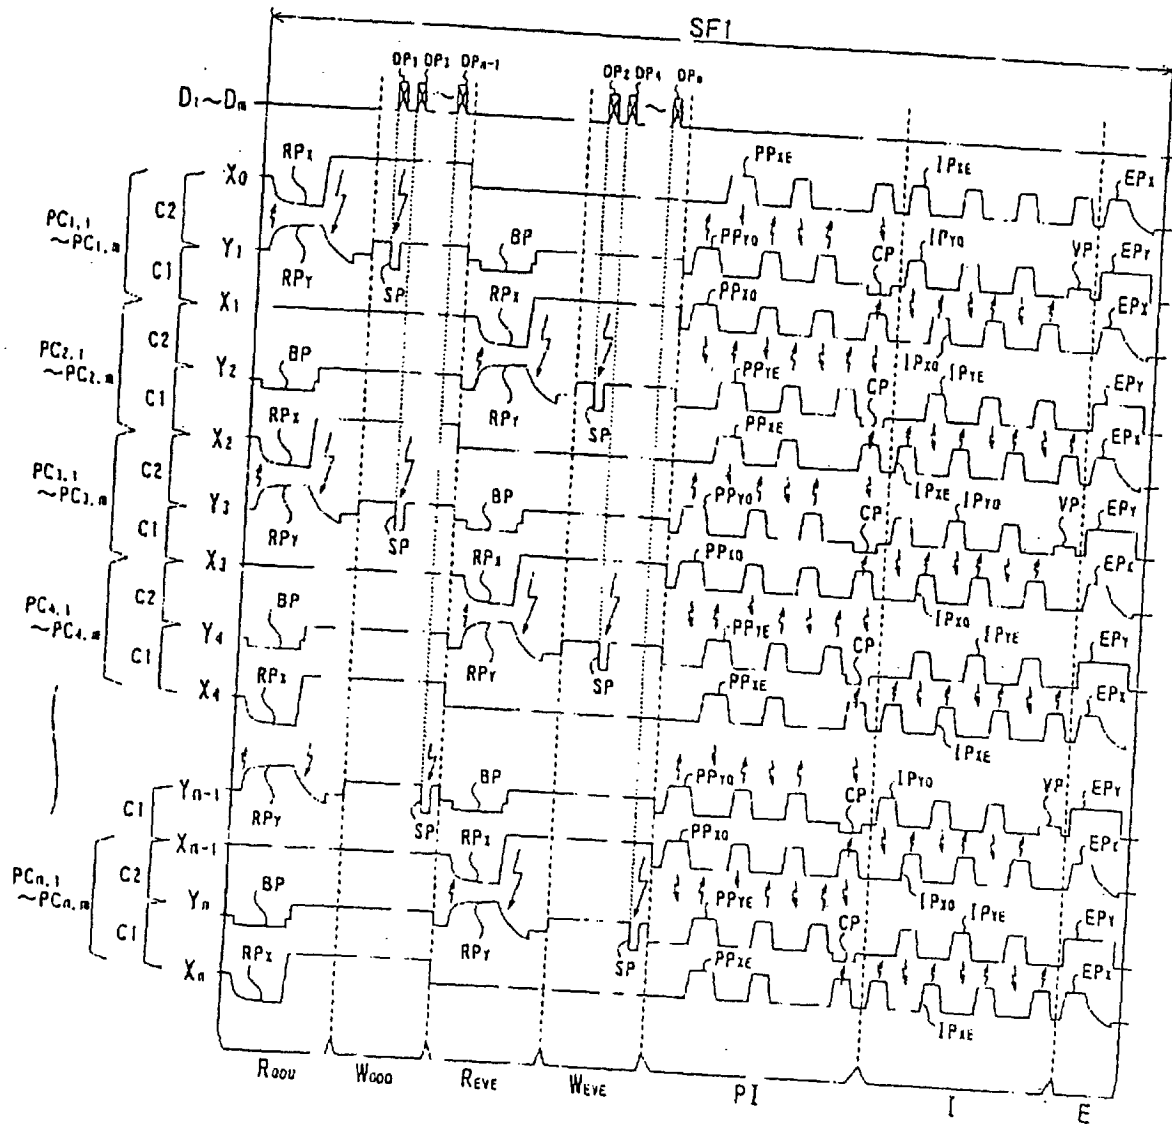 SF1
DP1 DP3 DPn-1 DP2 DP4 DPn
D1~Dm
X0 RPX PPXE IPXE EPX
PC1,1 ~PC1,m C2
Y1 RPY SP BP PPYO CP IPYO VP EPY
C1
X1 RPX PPXO IPXO EPX
PC2,1 ~PC2,m C2
Y2 BP RPY SP PPYE CP IPYE EPY
C1
X2 RPX PPXE IPXE EPX
PC3,1 ~PC3,m C2
Y3 RPY SP BP PPYO CP IPYO VP EPY
C1
X3 RPX PPXO IPXO EPX
PC4,1 ~PC4,m C2
Y4 BP RPY SP PPYE CP IPYE EPY
C1
X4 RPX PPXE IPXE EPX
Yn-1 RPY SP BP PPYO CP IPYO VP EPY
C1
Xn-1 RPX PPXO IPXO EPX
PCn,1 ~PCn,m C2
Yn BP RPY SP PPYE CP IPYE EPY
C1
Xn RPX PPXE IPXE EPX
RODD WODD REVE WEVE PI I E